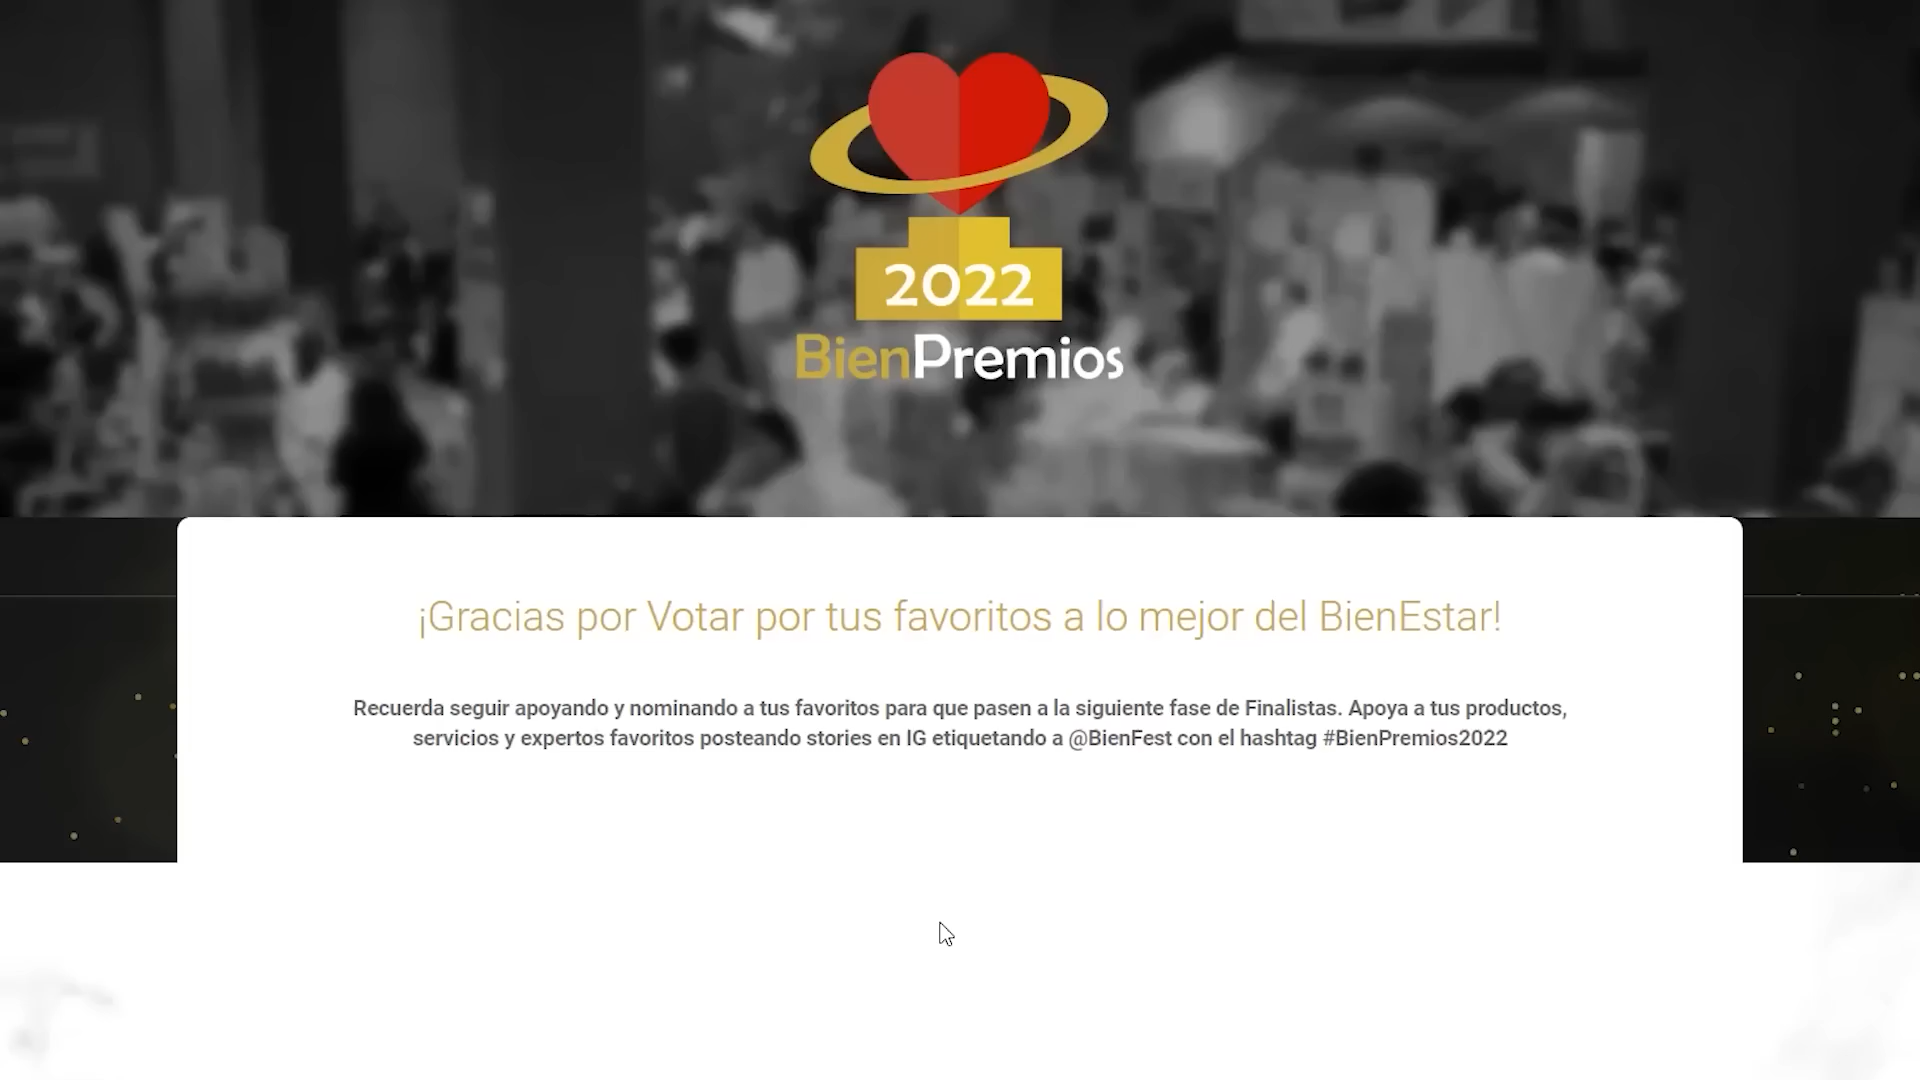 2022
BienPremios
¡Gracias por Votar por tus favoritos a lo mejor del BienEstar!
Recuerda seguir apoyando y nominando a tus favoritos para que pasen a la siguiente fase de Finalistas. Apoya a tus productos,
servicios y expertos favoritos posteando stories en IG etiquetando a @BienFest con el hashtag #BienPremios2022